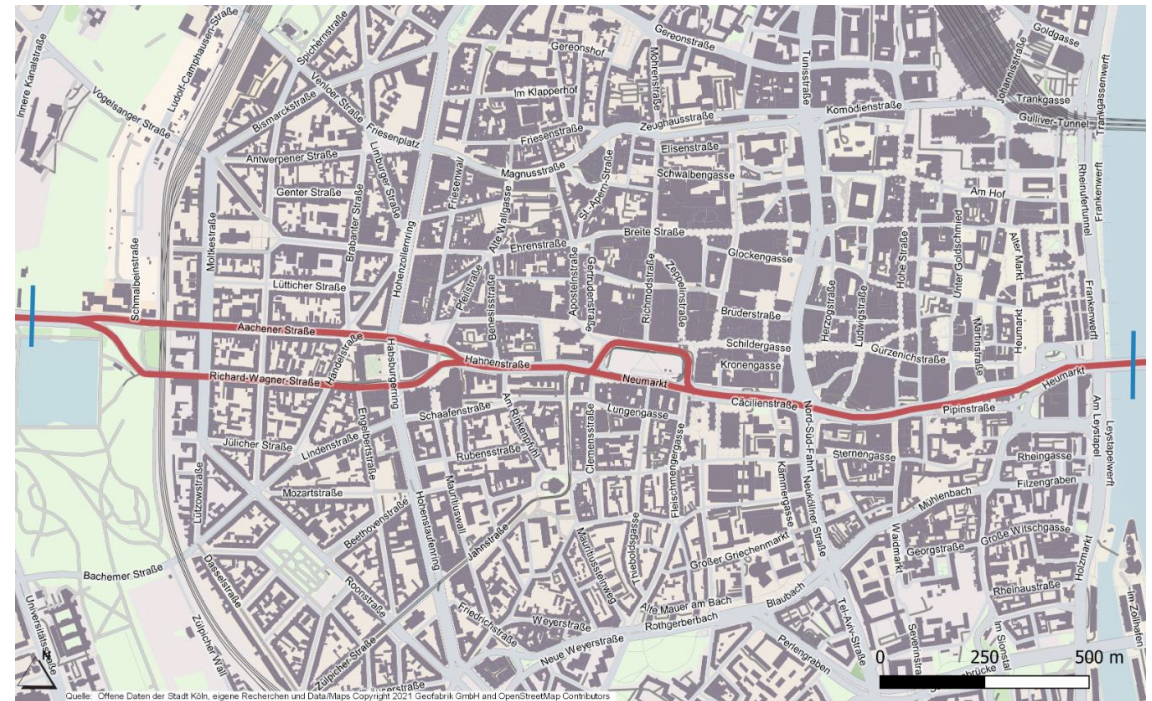 Innere Kanalstraße
Ludolf-Camphausen-Straße
Spichernstraße
Gereonshof
Gereonstraße
Mohrenstraße
Tunisstraße
Johannisstraße
Goldgasse
Trankgassenwerft
Vogelsanger Straße
Bismarckstraße
Venloer Straße
Im Klapperhof
Trankgasse
Komödienstraße
Gulliver-Tunnel
Friesenplatz
Friesenstraße
Zeughausstraße
Antwerpener Straße
Limburger Straße
Friesenwall
Magnusstraße
Elisenstraße
Schwalbengasse
Genter Straße
Brabanter Straße
Alte Wallgasse
St.-Apern-Straße
Am Hof
Rheinufertunnel
Frankenwerft
Moltkestraße
Hohenzollernring
Ehrenstraße
Breite Straße
Glockengasse
Hohe Straße
Unter Goldschmied
Alter Markt
Schmalbeinstraße
Lütticher Straße
Pfeilstraße
Benesisstraße
Apostelnstraße
Gertrudenstraße
Richmodstraße
Zeppelinstraße
Brüderstraße
Herzogstraße
Ludwigstraße
Martinstraße
Heumarkt
Frankenwerft
Aachener Straße
Händelstraße
Habsburgerring
Hahnenstraße
Schildergasse
Gürzenichstraße
Kronengasse
Richard-Wagner-Straße
Neumarkt
Heumarkt
Cäcilienstraße
Pipinstraße
Schaafenstraße
Am Rinkenpfuhl
Lungengasse
Clemensstraße
Nord-Süd-Fahrt
Am Leystapel
Leystapelwerft
Engelbertstraße
Lindenstraße
Jülicher Straße
Rubensstraße
Fleischmengergasse
Sternengasse
Rheingasse
Lützowstraße
Mozartstraße
Mauritiuswall
Kämmergasse
Neuköllner Straße
Mühlenbach
Filzengraben
Beethovenstraße
Hohenstaufenring
Jahnstraße
Mauritiussteinweg
Thieboldsgasse
Großer Griechenmarkt
Waidmarkt
Georgstraße
Große Witschgasse
Holzmarkt
Bachemer Straße
Dasselstraße
Roonstraße
Rheinaustraße
Universitätsstraße
Zülpicher Wall
Friedrichstraße
Weyerstraße
Alte Mauer am Bach
Rothgerberbach
Blaubach
Tel-Aviv-Straße
Severinstraße
Im Sionstal
Im Zollhafen
Zülpicher Straße
Neue Weyerstraße
Perlengraben
N
0 250 500 m
Quelle: Offene Daten der Stadt Köln, eigene Recherchen und Data/Maps Copyright 2021 Geofabrik GmbH and OpenStreetMap Contributors